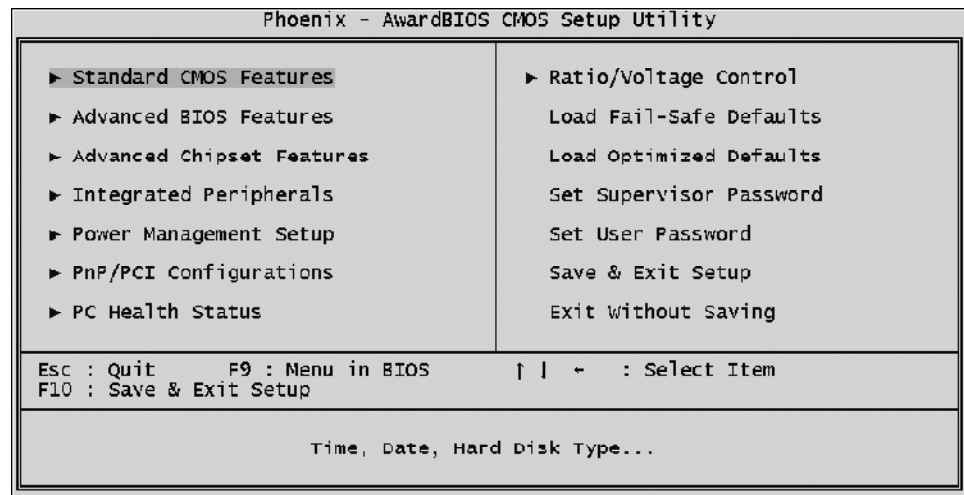 Phoenix - AwardBIOS CMOS Setup Utility
► Standard CMOS Features
► Advanced BIOS Features
► Advanced Chipset Features
► Integrated Peripherals
► Power Management Setup
► PnP/PCI Configurations
► PC Health Status
► Ratio/Voltage Control
Load Fail-Safe Defaults
Load Optimized Defaults
Set Supervisor Password
Set User Password
Save & Exit Setup
Exit Without Saving
Esc : Quit F9 : Menu in BIOS ↑ ↓ ← : Select Item
F10 : Save & Exit Setup
Time, Date, Hard Disk Type...